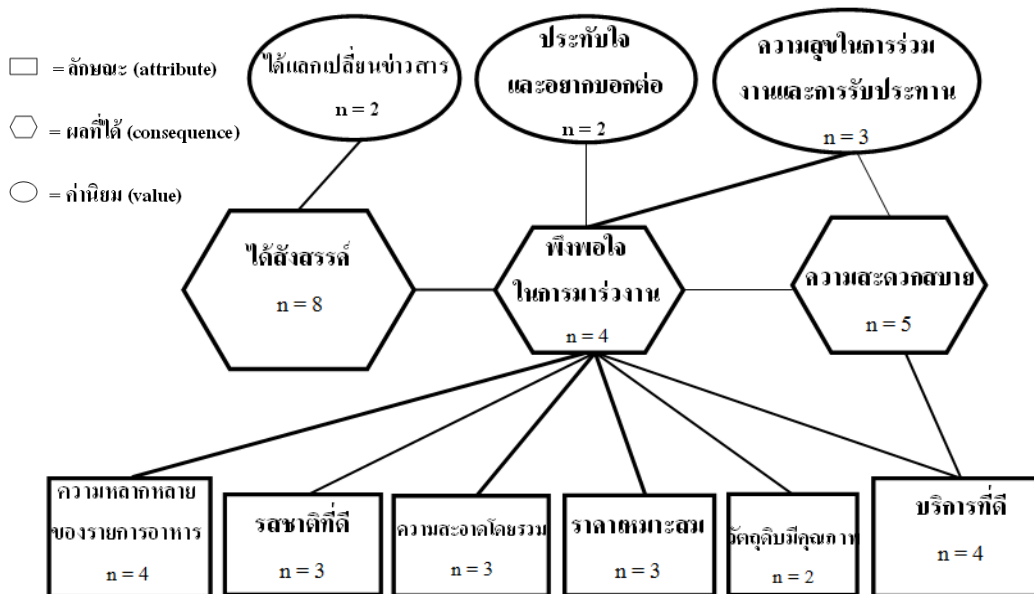 = ลักษณะ (attribute)
= ผลที่ได้ (consequence)
= ค่านิยม (value)
ได้แลกเปลี่ยนข่าวสาร
n = 2
ประทับใจ
และอยากบอกต่อ
n = 2
ความสุขในการร่วม
งานและการรับประทาน
n = 3
ได้สังสรรค์
n = 8
พึงพอใจ
ในการมาร่วงาน
n = 4
ความสะดวกสบาย
n = 5
ความหลากหลาย
ของรายการอาหาร
n = 4
รสชาติที่ดี
n = 3
ความสะอาดโดยรวม
n = 3
ราคาเหมาะสม
n = 3
วัตถุดิบมีคุณภาพ
n = 2
บริการที่ดี
n = 4